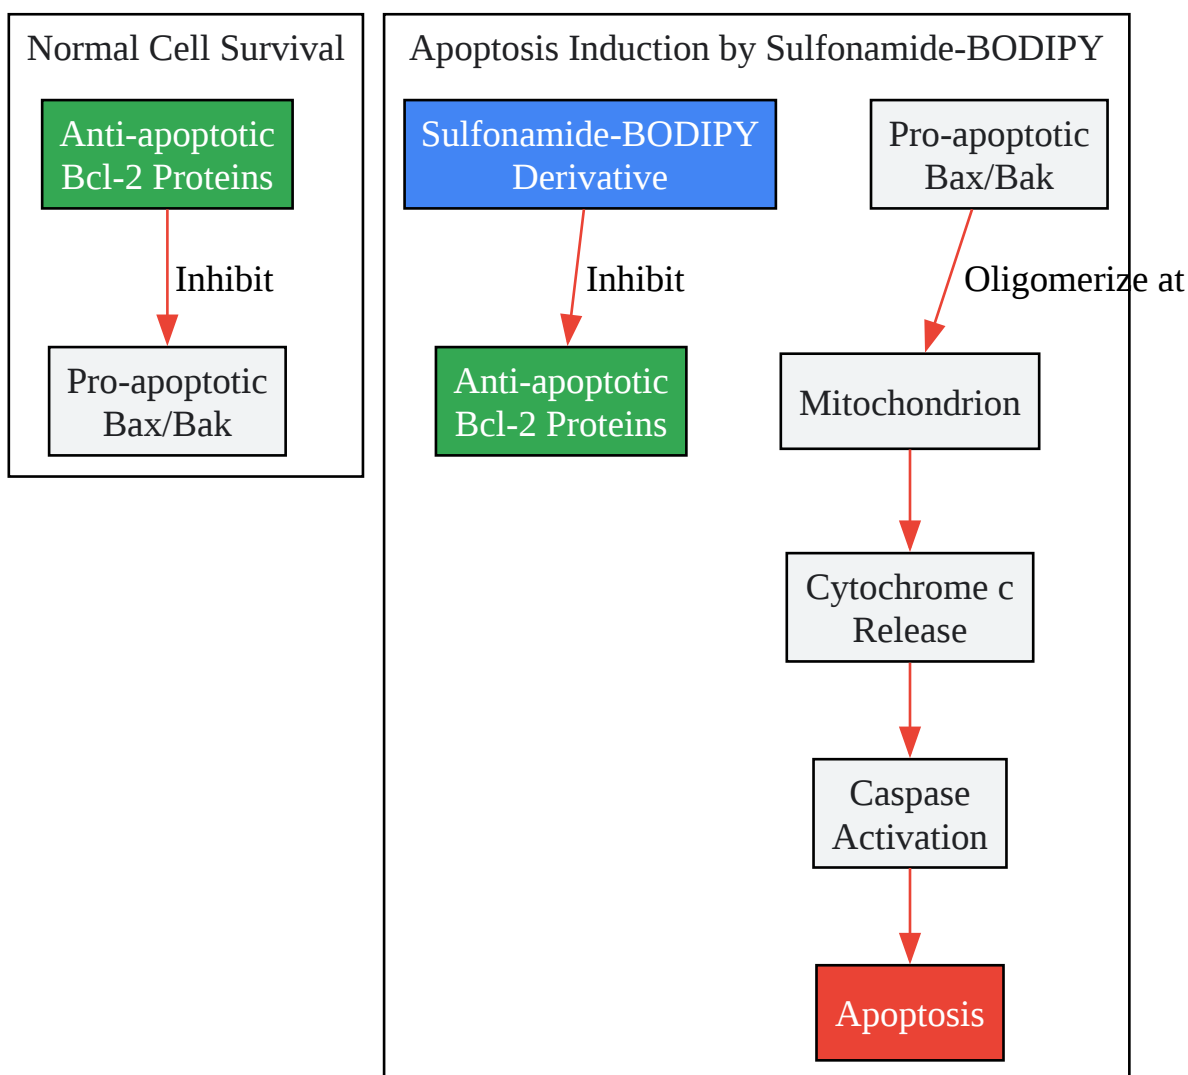 Normal Cell Survival
Anti-apoptotic
Bcl-2 Proteins
Inhibit
Pro-apoptotic
Bax/Bak
Apoptosis Induction by Sulfonamide-BODIPY
Sulfonamide-BODIPY
Derivative
Inhibit
Anti-apoptotic
Bcl-2 Proteins
Pro-apoptotic
Bax/Bak
Oligomerize at
Mitochondrion
Cytochrome c
Release
Caspase
Activation
Apoptosis